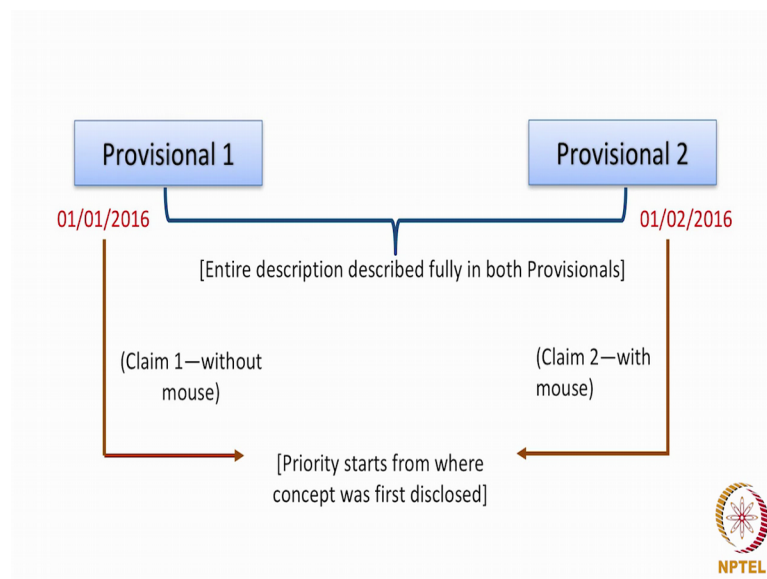 Provisional 1
Provisional 2
01/01/2016
01/02/2016
[Entire description described fully in both Provisionals]
(Claim 1—without
mouse)
(Claim 2—with
mouse)
[Priority starts from where
concept was first disclosed]
NPTEL